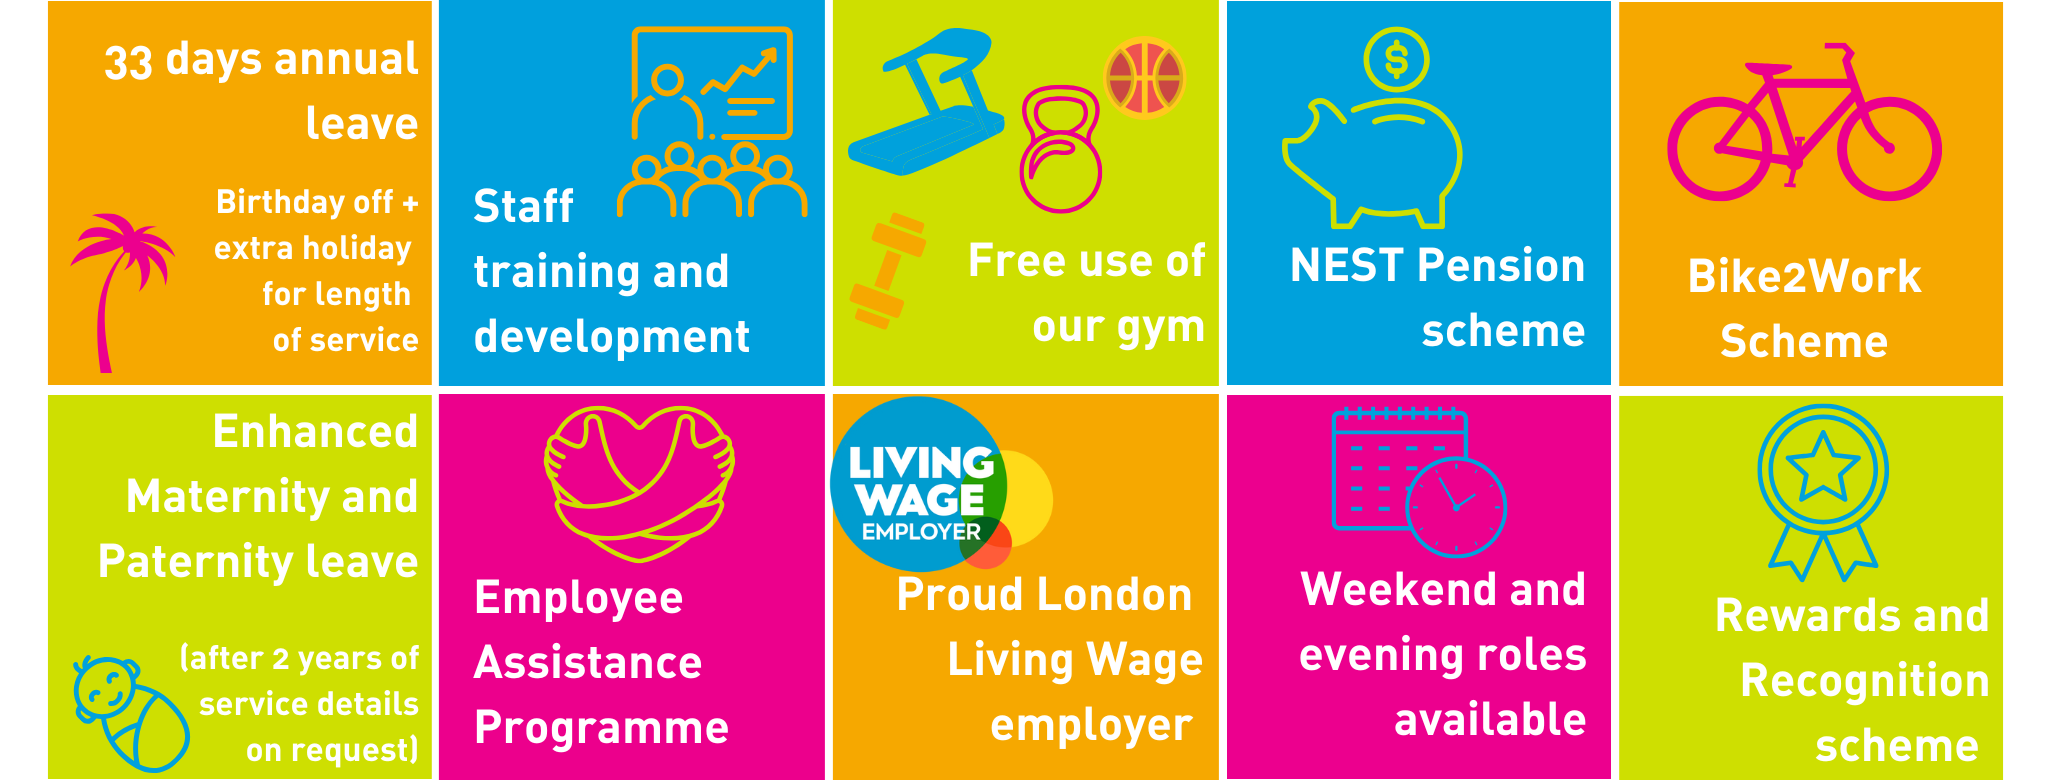 33 days annual
leave
Birthday off +
extra holiday
for length
of service
Staff
training and
development
Free use of
our gym
$
NEST Pension
scheme
Bike2Work
Scheme
Enhanced
Maternity and
Paternity leave
(after 2 years of
service details
on request)
Employee
Assistance
Programme
LIVING
WAGE
EMPLOYER
Proud London
Living Wage
employer
Weekend and
evening roles
available
Rewards and
Recognition
scheme